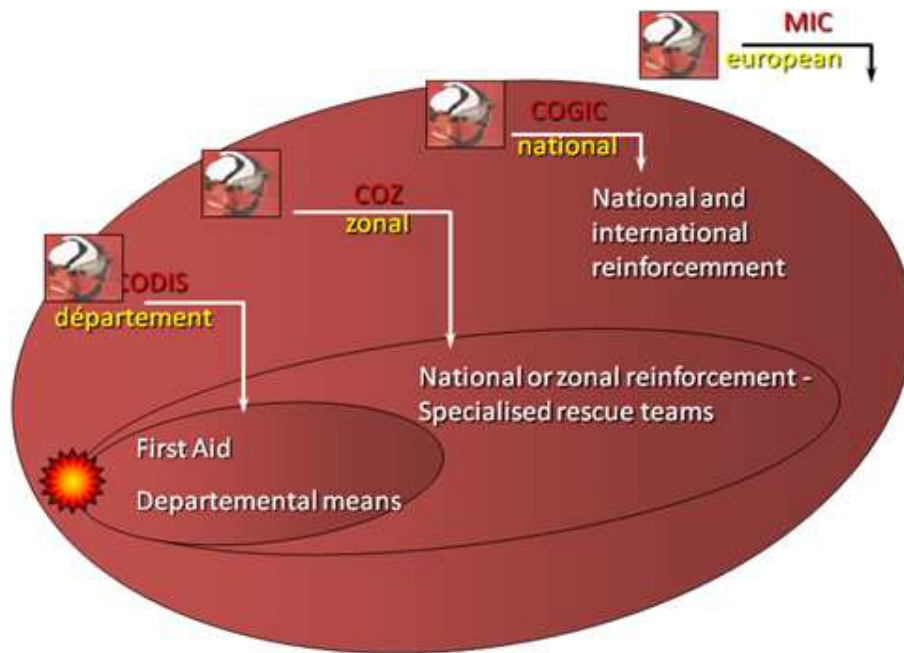 MIC
european
COGIC
national
National and
international
reinforcemment
COZ
zonal
CODIS
département
National or zonal reinforcement -
Specialised rescue teams
First Aid
Departemental means